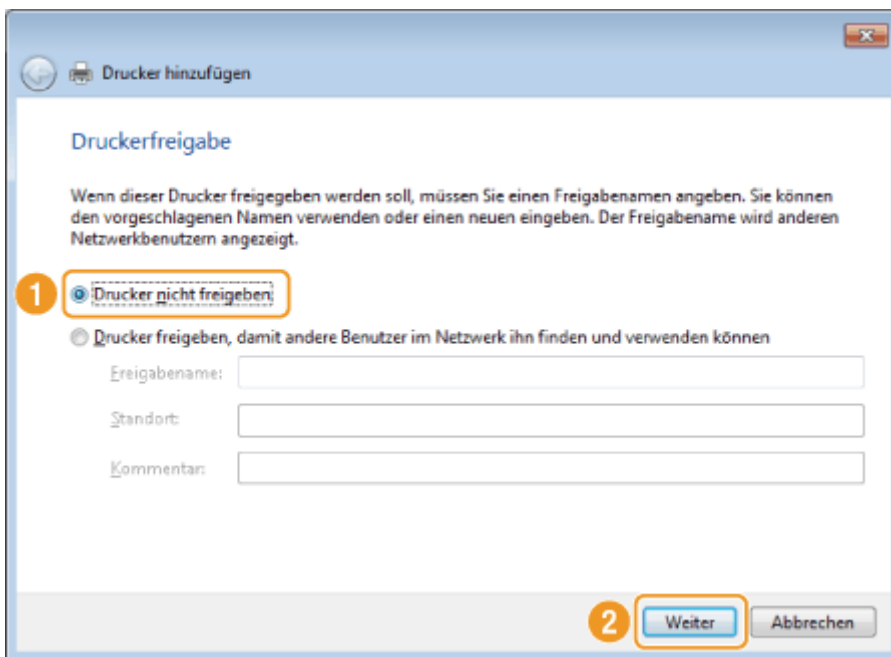 Drucker hinzufügen
Druckerfreigabe
Wenn dieser Drucker freigegeben werden soll, müssen Sie einen Freigabenamen angeben. Sie können
den vorgeschlagenen Namen verwenden oder einen neuen eingeben. Der Freigabename wird anderen
Netzwerkbenutzern angezeigt.
1 Drucker nicht freigeben
Drucker freigeben, damit andere Benutzer im Netzwerk ihn finden und verwenden können
Freigabename:
Standort:
Kommentar:
2 Weiter Abbrechen